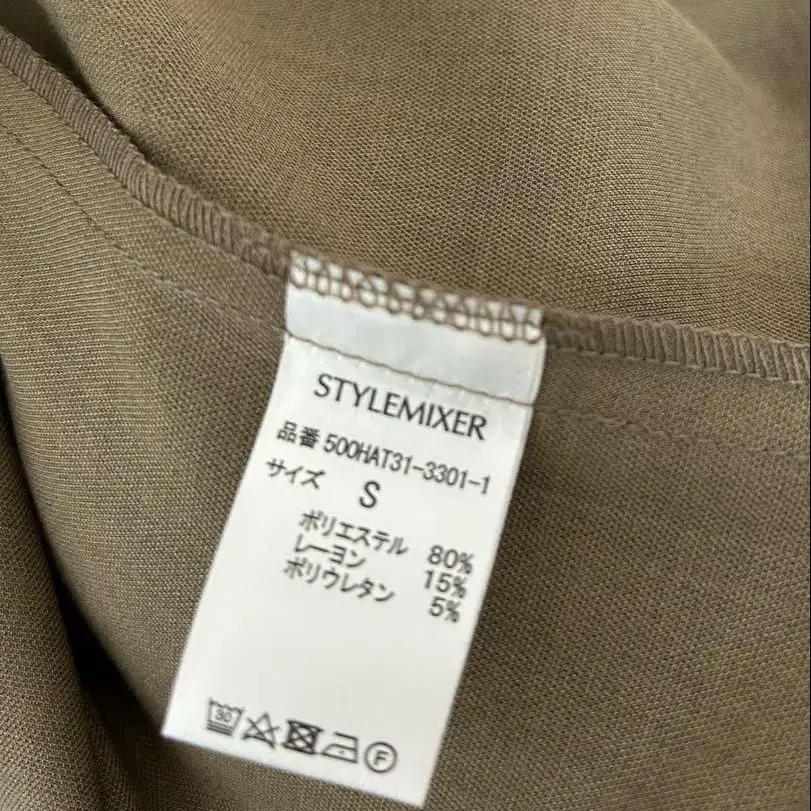 STYLEMIXER
品番 500HAT31-3301-1
サイズ S
ポリエステル 80%
レーヨン 15%
ポリウレタン 5%
30 F